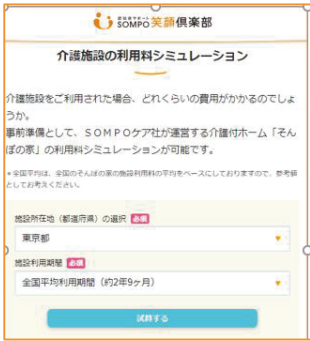 SOMPO笑顔倶楽部
介護施設の利用料シミュレーション
介護施設をご利用された場合、どれくらいの費用がかかるのでしょ
うか。
事前準備として、SOMPOケア社が運営する介護付ホーム「そん
ぽの家」の利用料シミュレーションが可能です。
*全国平均は、全国のそんぽの家の施設利用料の平均をベースにしておりますので、参考値
としてお考えください。
施設所在地（都道府県）の選択 必須
東京都
施設利用期間 必須
全国平均利用期間（約2年9ヶ月）
試算する